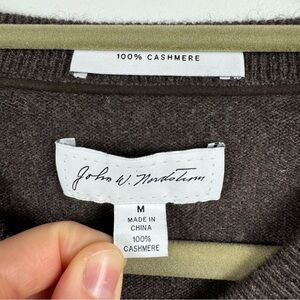 100% CASHMERE
John W. Nordstrom
M
MADE IN
CHINA
100%
CASHMERE